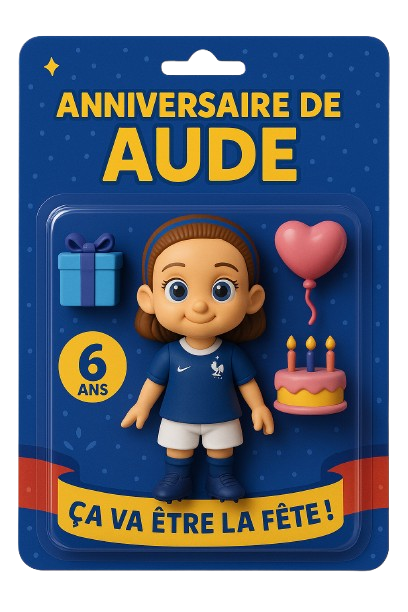 ANNIVERSAIRE DE
AUDE
6
ANS
ÇA VA ÊTRE LA FÊTE !